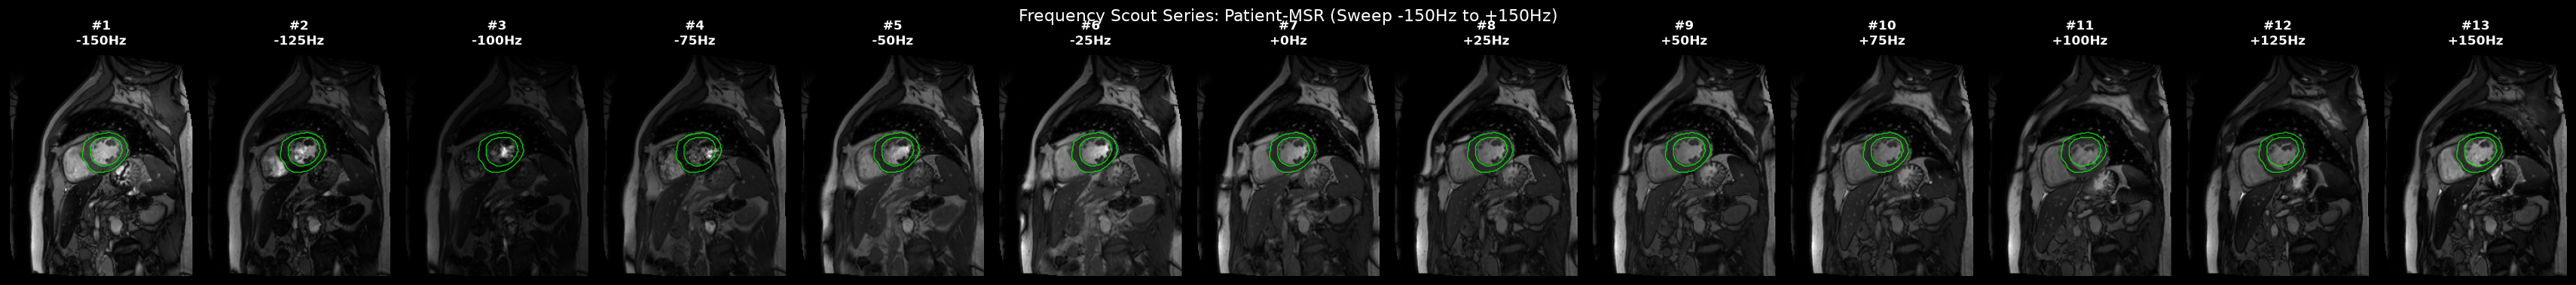 Frequency Scout Series: Patient-MSR (Sweep -150Hz to +150Hz)
#1
-150Hz
#2
-125Hz
#3
-100Hz
#4
-75Hz
#5
-50Hz
#6
-25Hz
#7
+0Hz
#8
+25Hz
#9
+50Hz
#10
+75Hz
#11
+100Hz
#12
+125Hz
#13
+150Hz